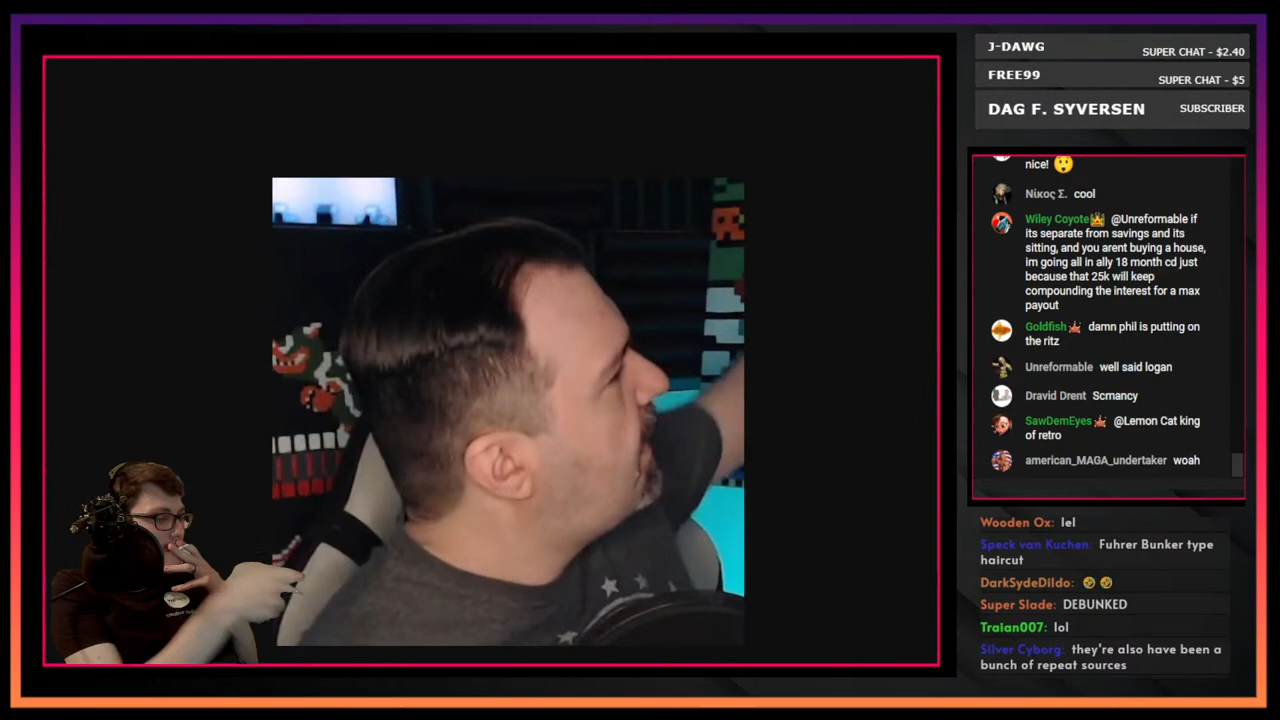 J-DAWG
SUPER CHAT - $2.40
FREE99
SUPER CHAT - $5
DAG F. SYVERSEN
SUBSCRIBER
nice! 😲
Νίκος Σ. cool
Wiley Coyote @Unreformable if
its separate from savings and its
sitting, and you arent buying a house,
im going all in ally 18 month cd just
because that 25k will keep
compounding the interest for a max
payout
Goldfish damn phil is putting on
the ritz
Unreformable well said logan
Dravid Drent Scmancy
SawDemEyes @Lemon Cat king
of retro
american_MAGA_undertaker woah
Wooden Ox: lel
Speck van Kuchen: Fuhrer Bunker type
haircut
DarkSydeDildo: 🤣 🤣
Super Slade: DEBUNKED
Traian007: lol
Silver Cyborg: they're also have been a
bunch of repeat sources